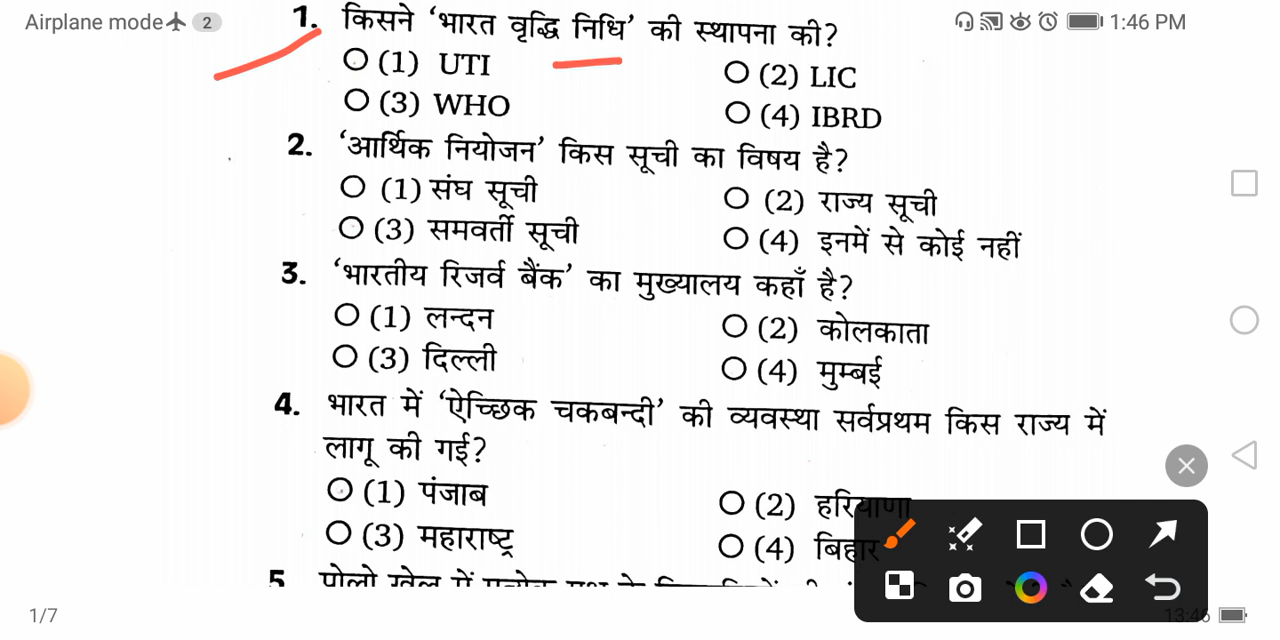 Airplane mode 2
1:46 PM
1. किसने ‘भारत वृद्धि निधि’ की स्थापना की?
(1) UTI (2) LIC
(3) WHO (4) IBRD
2. ‘आर्थिक नियोजन’ किस सूची का विषय है?
(1) संघ सूची (2) राज्य सूची
(3) समवर्ती सूची (4) इनमें से कोई नहीं
3. ‘भारतीय रिजर्व बैंक’ का मुख्यालय कहाँ है?
(1) लन्दन (2) कोलकाता
(3) दिल्ली (4) मुम्बई
4. भारत में ‘ऐच्छिक चकबन्दी’ की व्यवस्था सर्वप्रथम किस राज्य में
लागू की गई?
(1) पंजाब (2) हरियाणा
(3) महाराष्ट्र (4) बिहार
5 पोलो खेल में
1/7 13:46